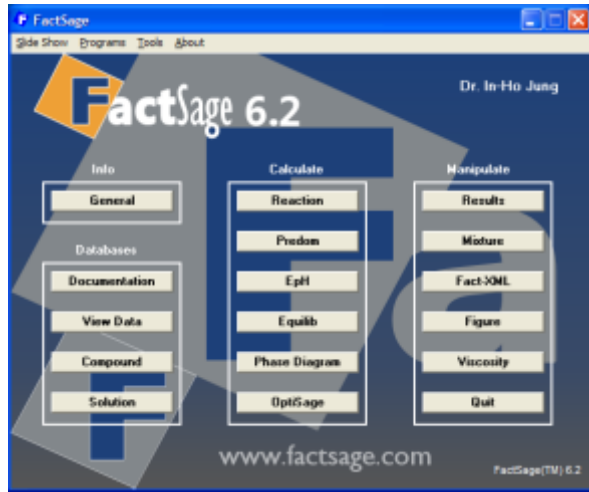 FactSage
Slide Show Programs Tools About
FactSage 6.2
Dr. In-Ho Jung
Info
General
Databases
Documentation
View Data
Compound
Solution
Calculate
Reaction
Predom
EpH
Equilib
Phase Diagram
OptiSage
Manipulate
Results
Mixture
Fact-XML
Figure
Viscosity
Quit
www.factsage.com
FactSage(TM) 6.2